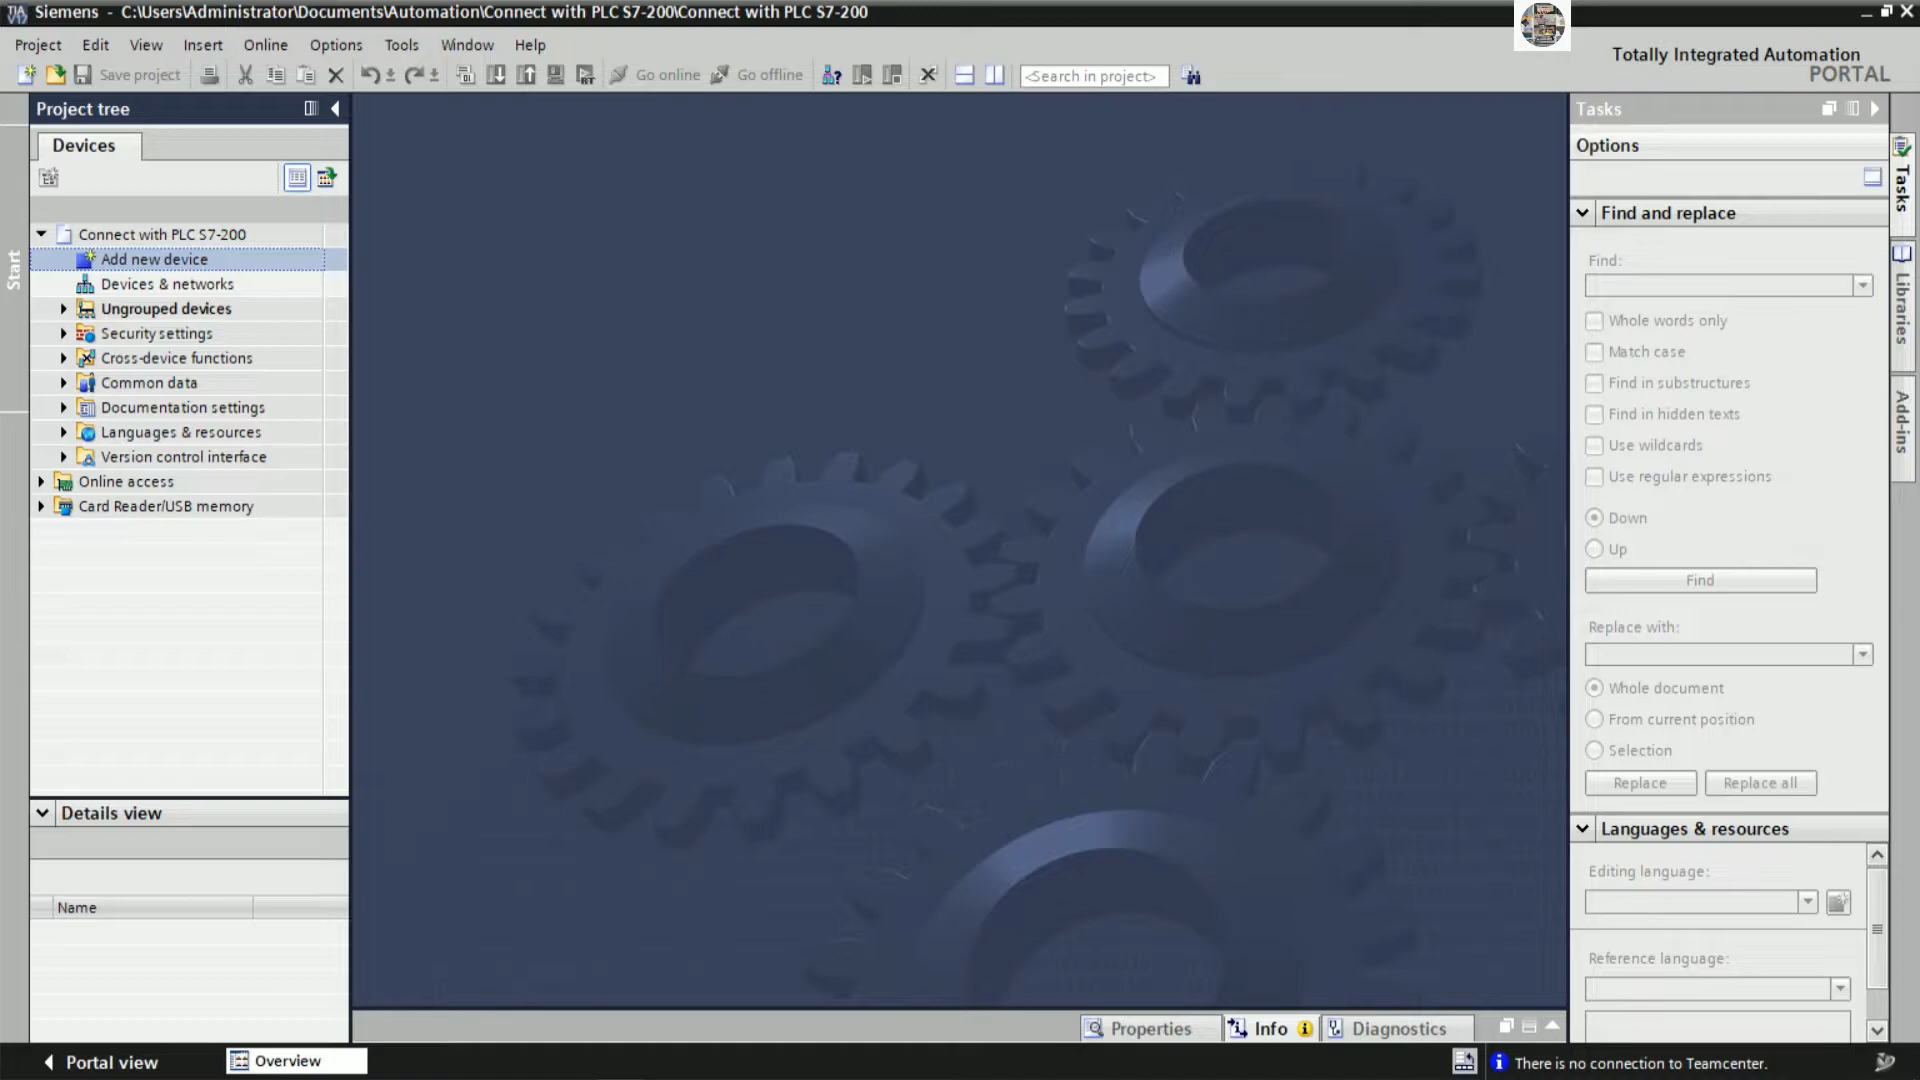 Siemens - C:\Users\Administrator\Documents\Automation\Connect with PLC S7-200\Connect with PLC S7-200
Project Edit View Insert Online Options Tools Window Help
Totally Integrated Automation
PORTAL
Save project
Go online
Go offline
<Search in project>
Project tree
Devices
Start
Connect with PLC S7-200
Add new device
Devices & networks
Ungrouped devices
Security settings
Cross-device functions
Common data
Documentation settings
Languages & resources
Version control interface
Online access
Card Reader/USB memory
Details view
Name
Tasks
Options
Find and replace
Find:
Whole words only
Match case
Find in substructures
Find in hidden texts
Use wildcards
Use regular expressions
Down
Up
Find
Replace with:
Whole document
From current position
Selection
Replace
Replace all
Languages & resources
Editing language:
Reference language:
Tasks
Libraries
Add-ins
Properties
Info
Diagnostics
Portal view
Overview
There is no connection to Teamcenter.